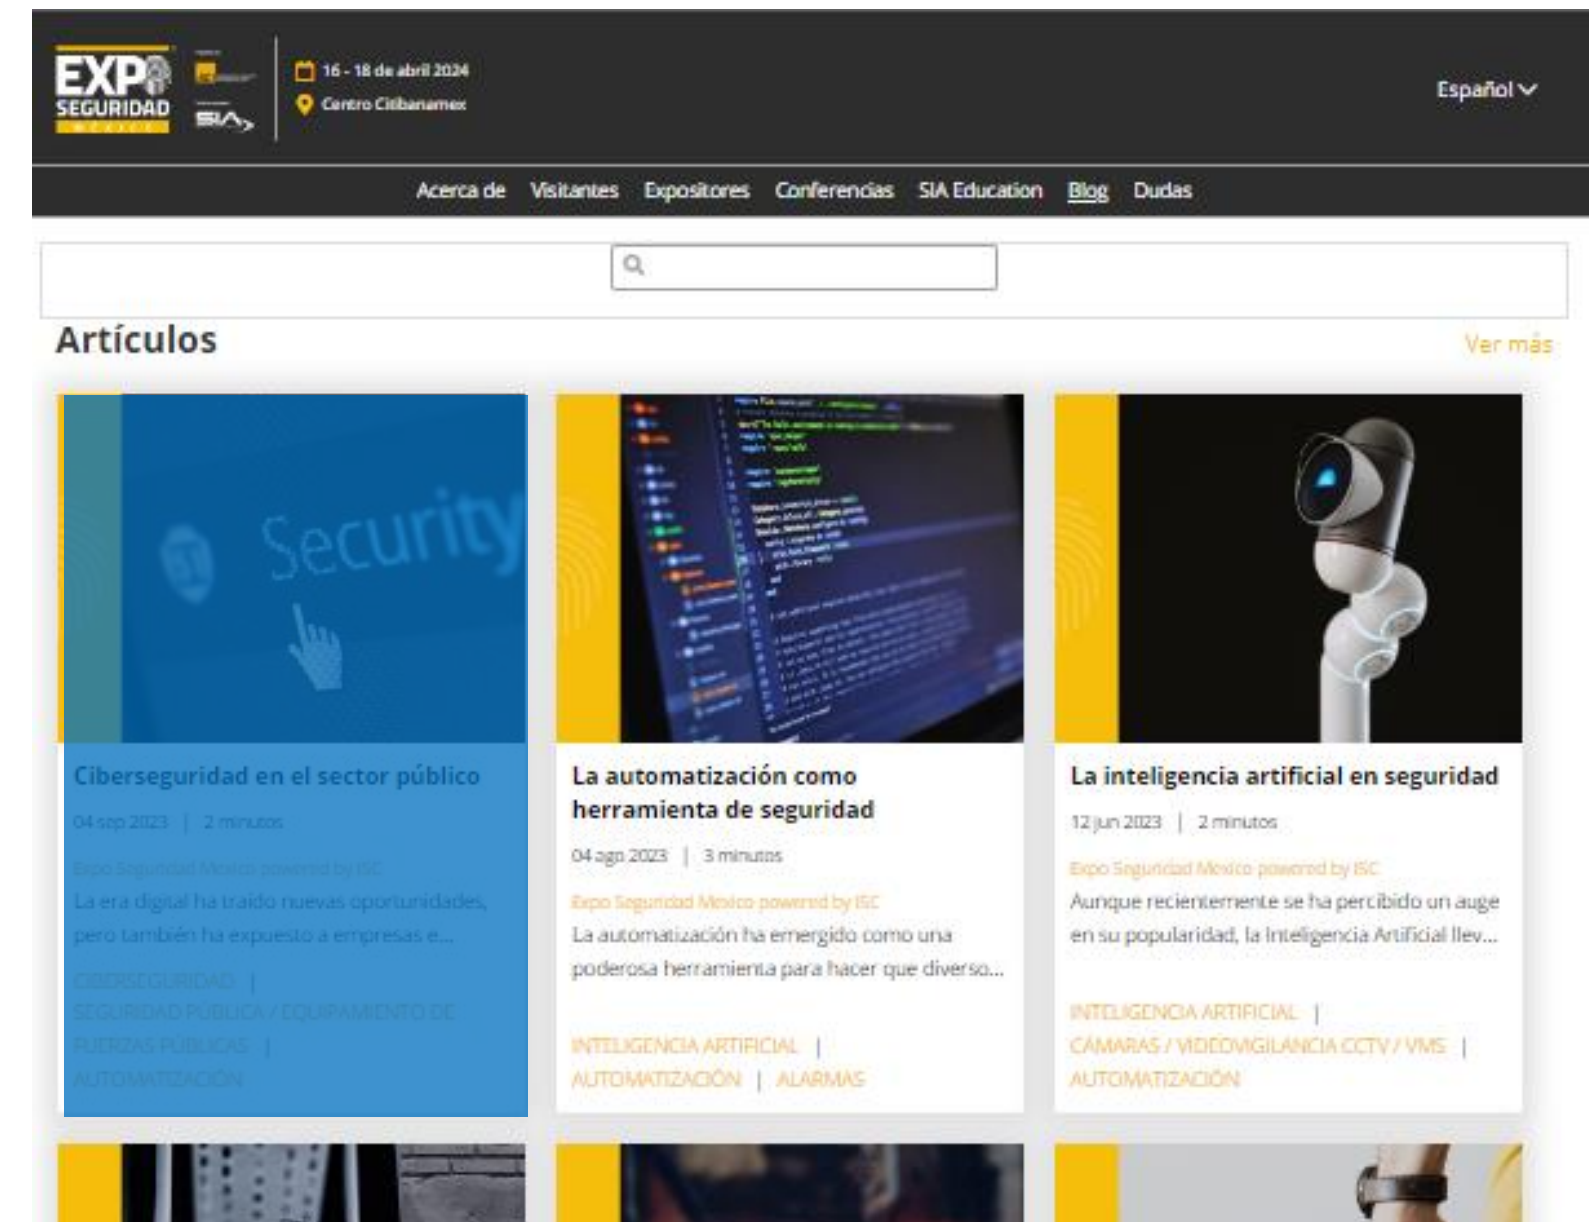 EXPO
SEGURIDAD
MÉXICO
SIA
16 - 18 de abril 2024
Centro Citibanamex
Español
Acerca de Visitantes Expositores Conferencias SIA Education Blog Dudas
Artículos
Ver más
Security
Ciberseguridad en el sector público
04 sep 2023 | 2 minutos
Expo Seguridad Mexico powered by ISC
La era digital ha traído nuevas oportunidades,
pero también ha expuesto a empresas e...
CIBERSEGURIDAD |
SEGURIDAD PÚBLICA / EQUIPAMIENTO DE
FUERZAS PÚBLICAS |
AUTOMATIZACIÓN
La automatización como
herramienta de seguridad
04 ago 2023 | 3 minutos
Expo Seguridad Mexico powered by ISC
La automatización ha emergido como una
poderosa herramienta para hacer que diverso...
INTELIGENCIA ARTIFICIAL |
AUTOMATIZACIÓN | ALARMAS
La inteligencia artificial en seguridad
12 jun 2023 | 2 minutos
Expo Seguridad Mexico powered by ISC
Aunque recientemente se ha percibido un auge
en su popularidad, la Inteligencia Artificial llev...
INTELIGENCIA ARTIFICIAL |
CÁMARAS / VIDEOVIGILANCIA CCTV / VMS |
AUTOMATIZACIÓN